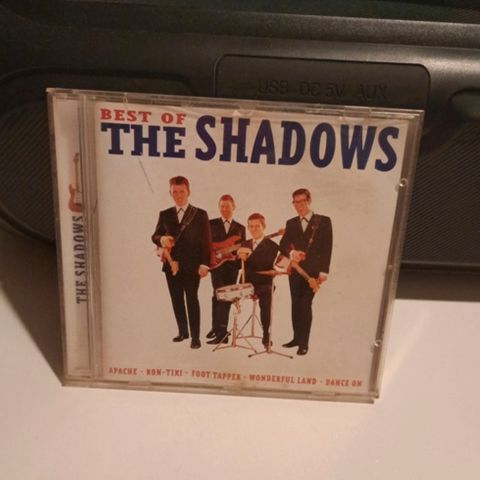 USB DC 5V AUX
BEST OF
THE SHADOWS
THE SHADOWS
APACHE - KON-TIKI - FOOT TAPPER - WONDERFUL LAND - DANCE ON